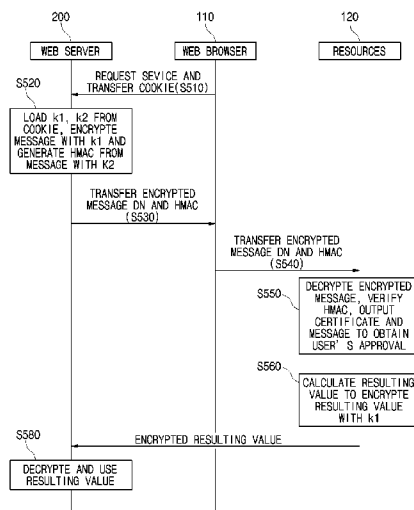 200
110
120
WEB SERVER
WEB BROWSER
RESOURCES
REQUEST SEVICE AND
TRANSFER COOKIE(S510)
S520
LOAD k1, k2 FROM
COOKIE, ENCRYPTE
MESSAGE WITH k1 AND
GENERATE HMAC FROM
MESSAGE WITH K2
TRANSFER ENCRYPTED
MESSAGE DN AND HMAC
(S530)
TRANSFER ENCRYPTED
MESSAGE DN AND HMAC
(S540)
S550
DECRYPTE ENCRYPTED
MESSAGE, VERIFY
HMAC, OUTPUT
CERTIFICATE AND
MESSAGE TO OBTAIN
USER'S APPROVAL
S560
CALCULATE RESULTING
VALUE TO ENCRYPTE
RESULTING VALUE
WITH k1
ENCRYPTED RESULTING VALUE
S580
DECRYPTE AND USE
RESULTING VALUE